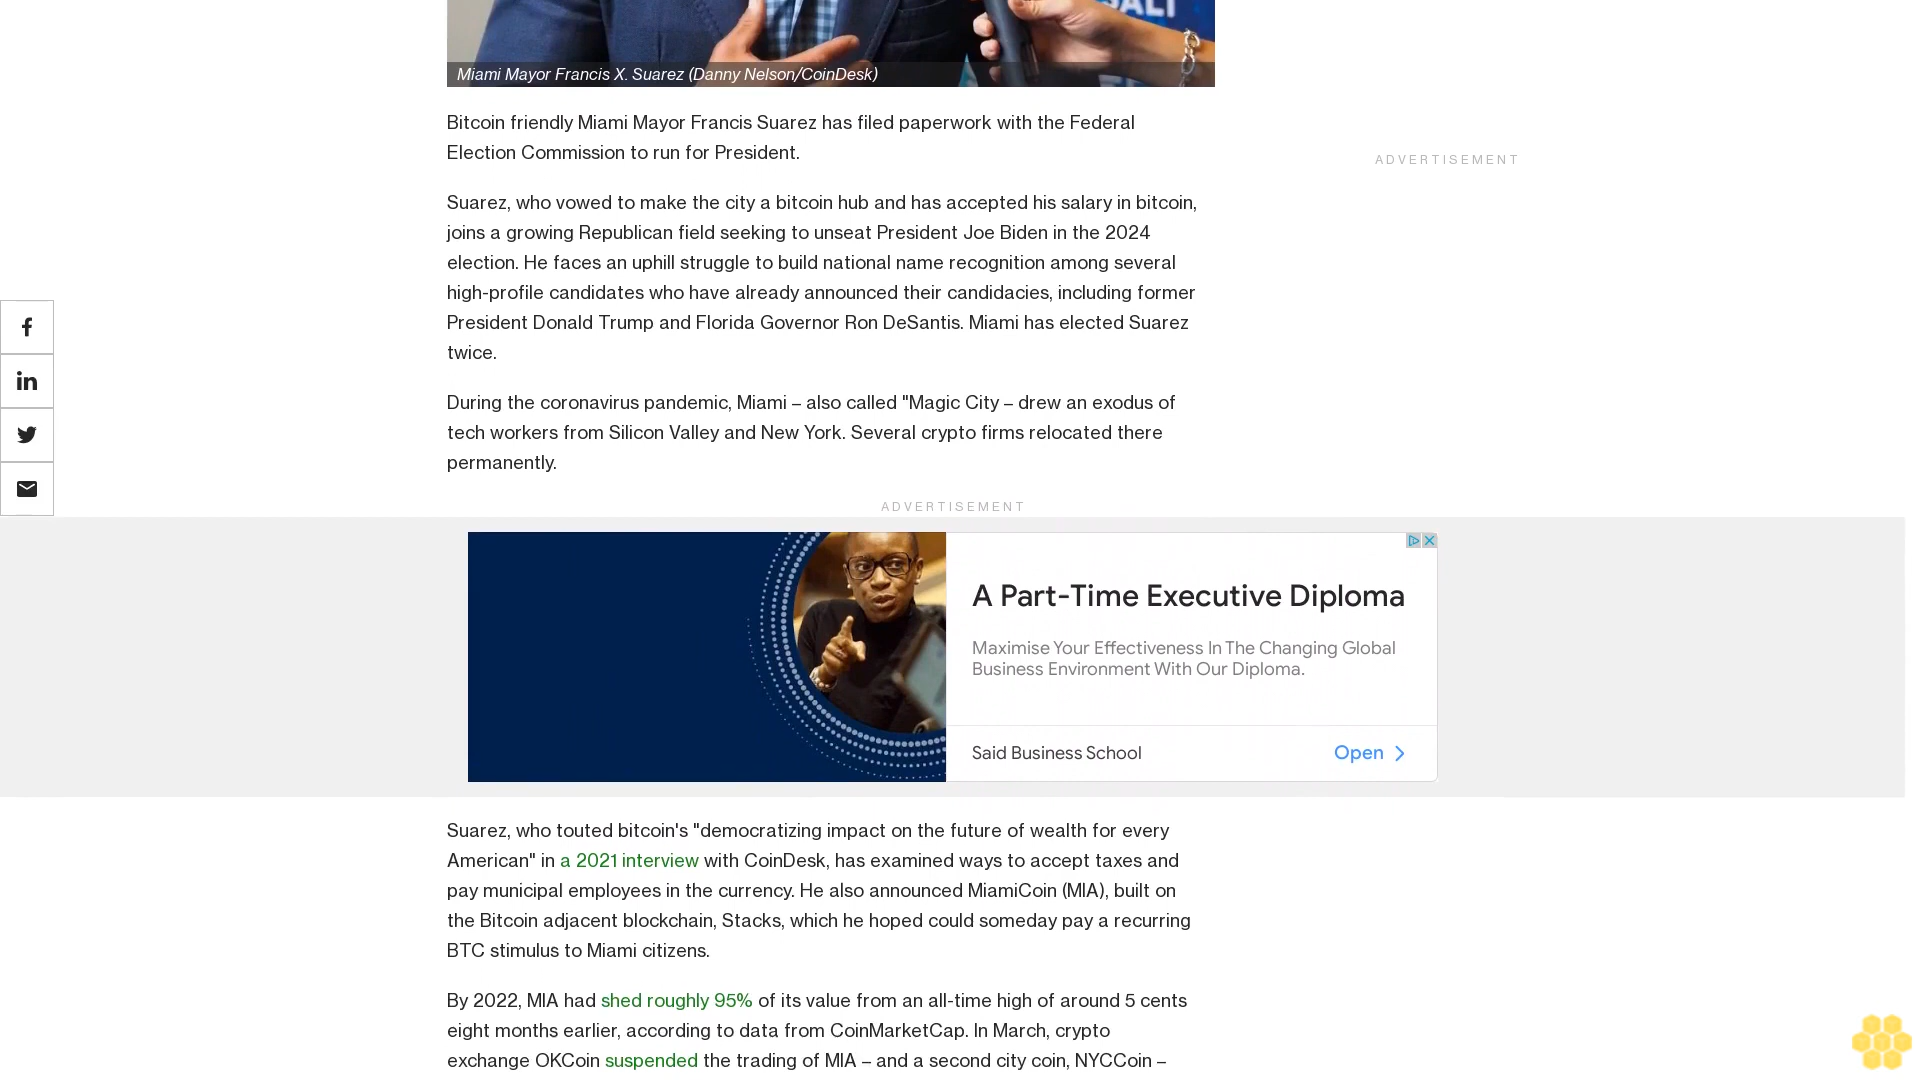 Miami Mayor Francis X. Suarez (Danny Nelson/CoinDesk)
Bitcoin friendly Miami Mayor Francis Suarez has filed paperwork with the Federal
Election Commission to run for President.
ADVERTISEMENT
Suarez, who vowed to make the city a bitcoin hub and has accepted his salary in bitcoin,
joins a growing Republican field seeking to unseat President Joe Biden in the 2024
election. He faces an uphill struggle to build national name recognition among several
high-profile candidates who have already announced their candidacies, including former
President Donald Trump and Florida Governor Ron DeSantis. Miami has elected Suarez
twice.
During the coronavirus pandemic, Miami – also called "Magic City – drew an exodus of
tech workers from Silicon Valley and New York. Several crypto firms relocated there
permanently.
ADVERTISEMENT
A Part-Time Executive Diploma
Maximise Your Effectiveness In The Changing Global
Business Environment With Our Diploma.
Said Business School
Open
Suarez, who touted bitcoin's "democratizing impact on the future of wealth for every
American" in a 2021 interview with CoinDesk, has examined ways to accept taxes and
pay municipal employees in the currency. He also announced MiamiCoin (MIA), built on
the Bitcoin adjacent blockchain, Stacks, which he hoped could someday pay a recurring
BTC stimulus to Miami citizens.
By 2022, MIA had shed roughly 95% of its value from an all-time high of around 5 cents
eight months earlier, according to data from CoinMarketCap. In March, crypto
exchange OKCoin suspended the trading of MIA – and a second city coin, NYCCoin –